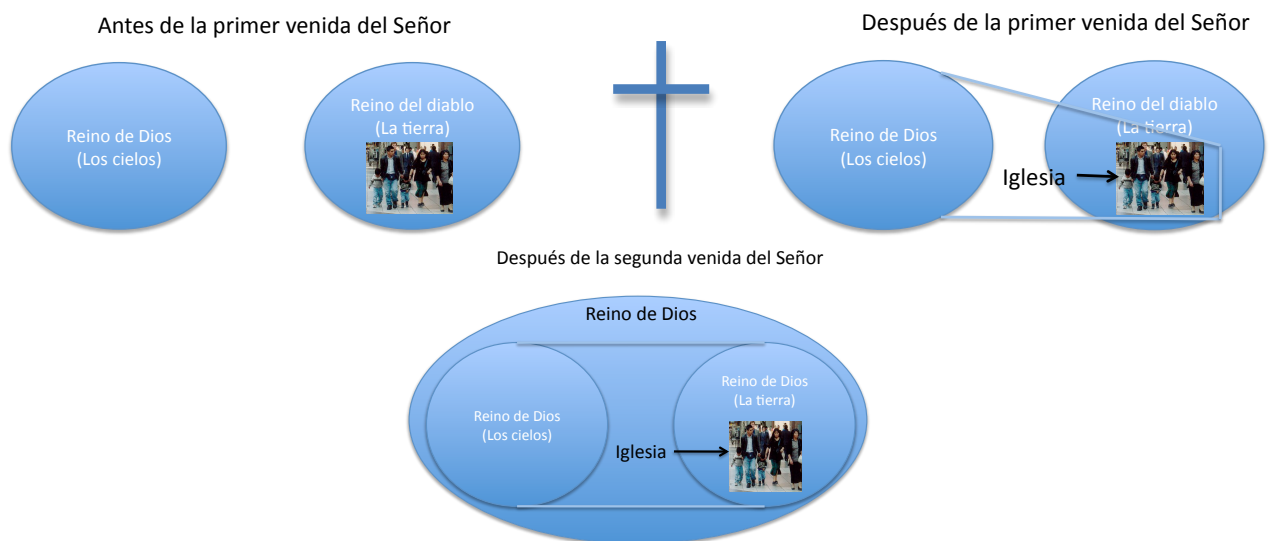 Antes de la primer venida del Señor
Reino de Dios
(Los cielos)
Reino del diablo
(La tierra)
Después de la primer venida del Señor
Reino de Dios
(Los cielos)
Reino del diablo
(La tierra)
Iglesia
Después de la segunda venida del Señor
Reino de Dios
Reino de Dios
(Los cielos)
Reino de Dios
(La tierra)
Iglesia